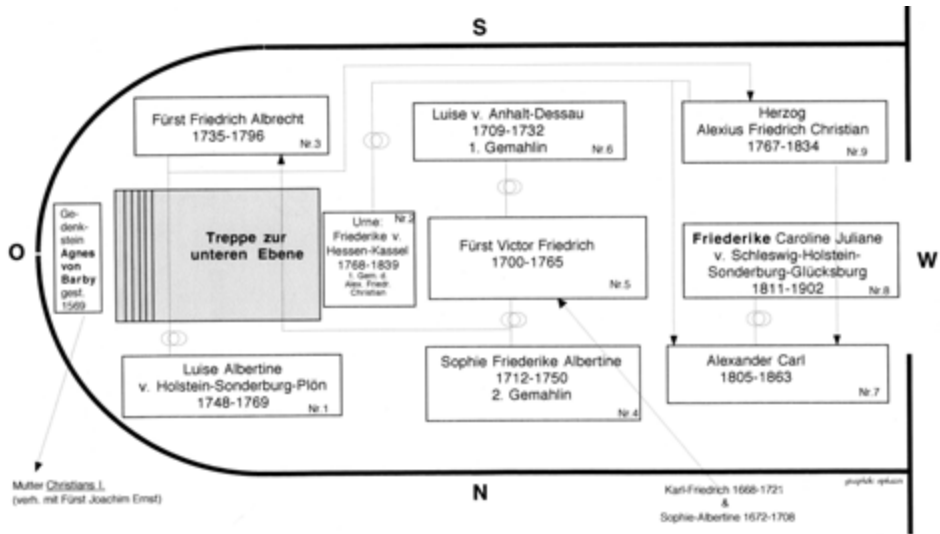 S
Fürst Friedrich Albrecht
1735-1796
Nr.3
Luise v. Anhalt-Dessau
1709-1732
1. Gemahlin
Nr.6
Herzog
Alexius Friedrich Christian
1767-1834
Nr.9
O
Ge-
denk-
stein
Agnes
von
Barby
gest.
1569
Treppe zur
unteren Ebene
Nr.2
Urne:
Friederike v.
Hessen-Kassel
1768-1839
1. Gem. d.
Alex. Friedr.
Christian
Fürst Victor Friedrich
1700-1765
Nr.5
Friederike Caroline Juliane
v. Schleswig-Holstein-
Sonderburg-Glücksburg
1811-1902
Nr.8
W
Luise Albertine
v. Holstein-Sonderburg-Plön
1748-1769
Nr.1
Sophie Friederike Albertine
1712-1750
2. Gemahlin
Nr.4
Alexander Carl
1805-1863
Nr.7
Mutter Christians I.
(verh. mit Fürst Joachim Ernst)
N
Karl-Friedrich 1668-1721
&
Sophie-Albertine 1672-1708